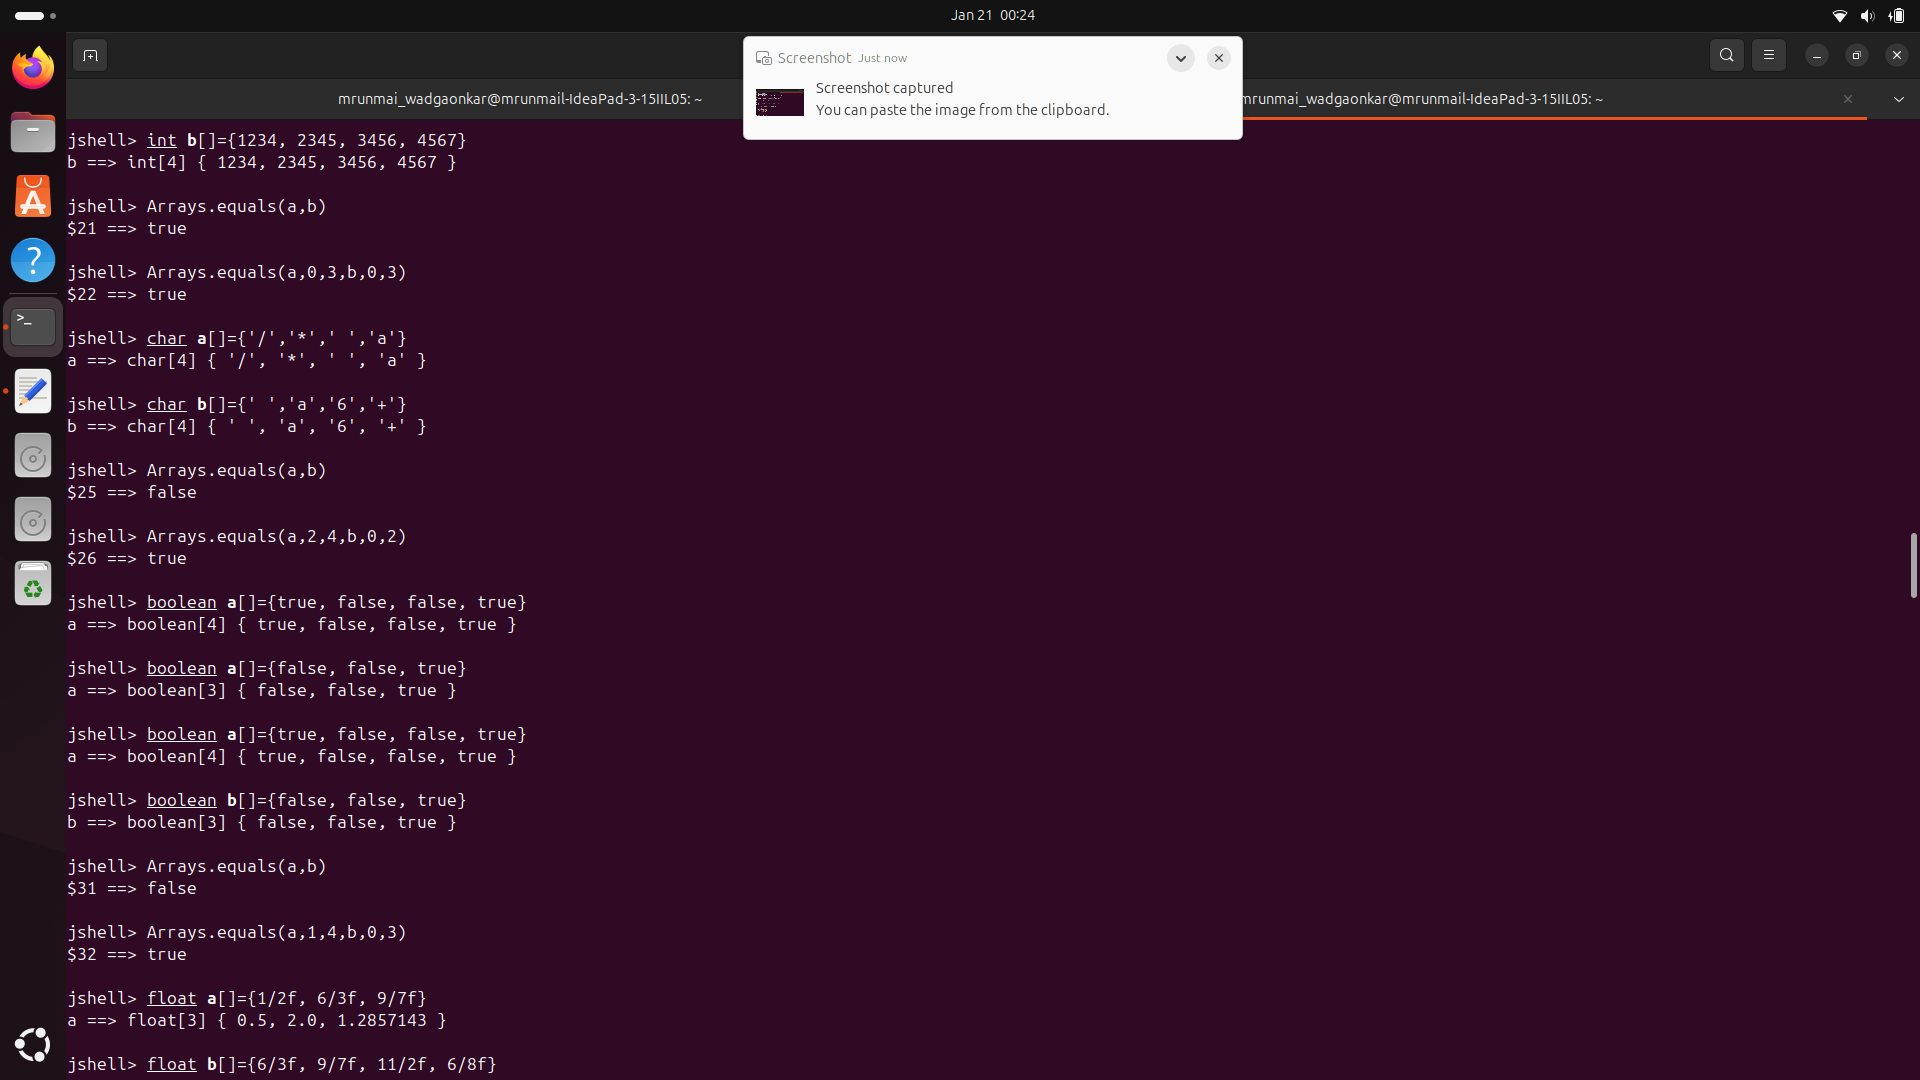 Jan 21 00:24
Screenshot Just now
Screenshot captured
You can paste the image from the clipboard.
mrunmai_wadgaonkar@mrunmail-IdeaPad-3-15IIL05: ~
mrunmai_wadgaonkar@mrunmail-IdeaPad-3-15IIL05: ~
jshell> int b[]={1234, 2345, 3456, 4567}
b ==> int[4] { 1234, 2345, 3456, 4567 }
jshell> Arrays.equals(a,b)
$21 ==> true
jshell> Arrays.equals(a,0,3,b,0,3)
$22 ==> true
jshell> char a[]={'/','*',' ','a'}
a ==> char[4] { '/', '*', ' ', 'a' }
jshell> char b[]={' ','a','6','+'}
b ==> char[4] { ' ', 'a', '6', '+' }
jshell> Arrays.equals(a,b)
$25 ==> false
jshell> Arrays.equals(a,2,4,b,0,2)
$26 ==> true
jshell> boolean a[]={true, false, false, true}
a ==> boolean[4] { true, false, false, true }
jshell> boolean a[]={false, false, true}
a ==> boolean[3] { false, false, true }
jshell> boolean a[]={true, false, false, true}
a ==> boolean[4] { true, false, false, true }
jshell> boolean b[]={false, false, true}
b ==> boolean[3] { false, false, true }
jshell> Arrays.equals(a,b)
$31 ==> false
jshell> Arrays.equals(a,1,4,b,0,3)
$32 ==> true
jshell> float a[]={1/2f, 6/3f, 9/7f}
a ==> float[3] { 0.5, 2.0, 1.2857143 }
jshell> float b[]={6/3f, 9/7f, 11/2f, 6/8f}